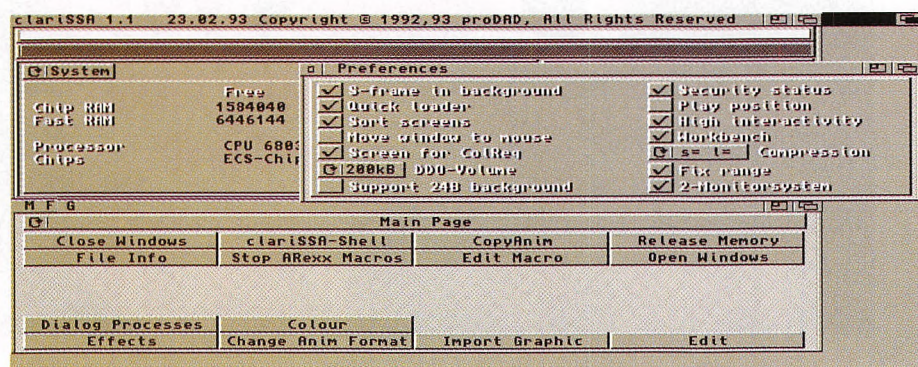 clariSSA 1.1 23.02.93 Copyright © 1992,93 proDAD, All Rights Reserved
System
Free
Chip RAM 1584040
Fast RAM 6446144
Processor CPU 6803
Chips ECS-Chip
Preferences
S-frame in background
Quick loader
Sort screens
Move window to mouse
Screen for ColReq
200kB DDU-Volume
Support 24B background
Security status
Play position
High interactivity
Workbench
s= l= Compression
Fix range
2-Monitorsystem
M F G
Main Page
Close Windows clariSSA-Shell CopyAnim Release Memory
File Info Stop ARexx Macros Edit Macro Open Windows
Dialog Processes Colour
Effects Change Anim Format Import Graphic Edit